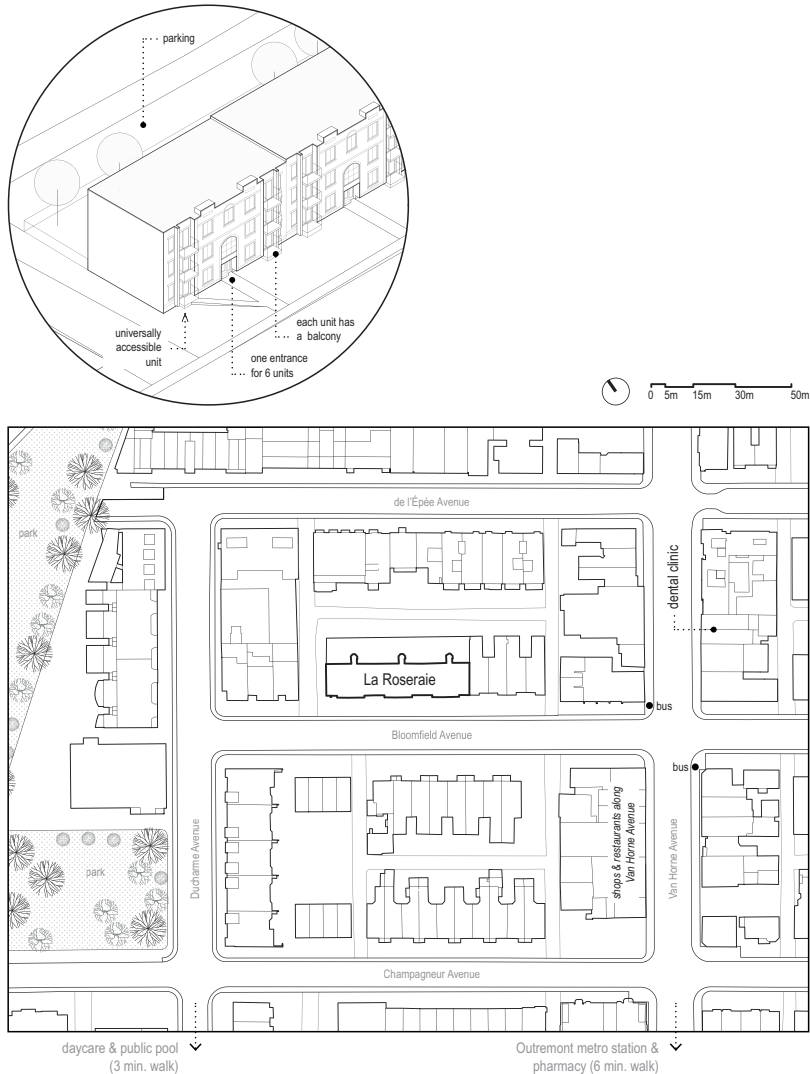 parking
universally
accessible
unit
each unit has
a balcony
one entrance
for 6 units
0 5m 15m 30m 50m
de l'Épée Avenue
park
dental clinic
La Roseraie
bus
Bloomfield Avenue
bus
Ducharme Avenue
shops & restaurants along
Van Horne Avenue
Van Horne Avenue
park
Champagneur Avenue
daycare & public pool
(3 min. walk)
Outremont metro station &
pharmacy (6 min. walk)